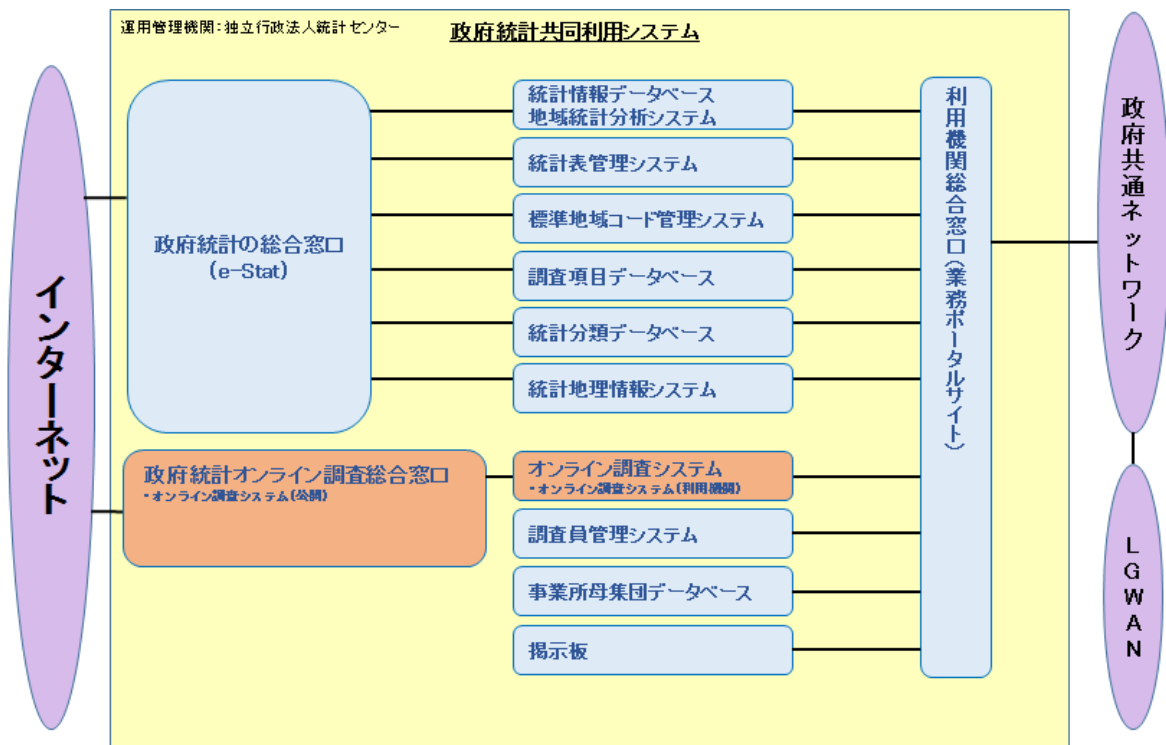 運用管理機関：独立行政法人統計センター
政府統計共同利用システム
インターネット
政府統計の総合窓口
(e-Stat)
統計情報データベース
地域統計分析システム
統計表管理システム
標準地域コード管理システム
調査項目データベース
統計分類データベース
統計地理情報システム
政府統計オンライン調査総合窓口
・オンライン調査システム(公開)
オンライン調査システム
・オンライン調査システム(利用機関)
調査員管理システム
事業所母集団データベース
掲示板
利用機関総合窓口(業務ポータルサイト)
政府共通ネットワーク
LGWAN